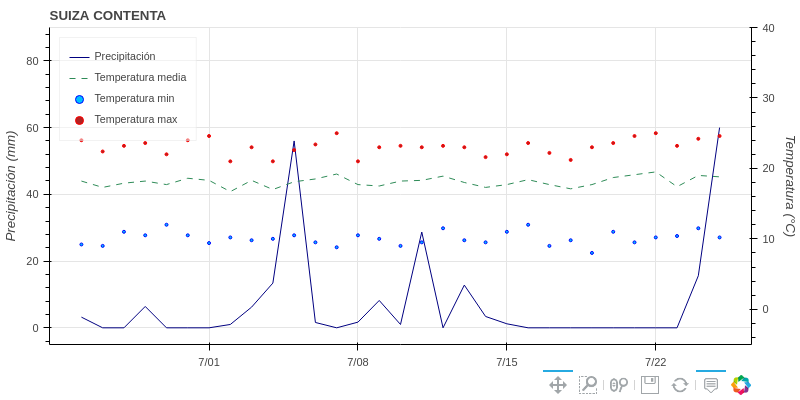 SUIZA CONTENTA
Precipitación
Temperatura media
Temperatura min
Temperatura max
Precipitación (mm)
80
60
40
20
0
Temperatura (°C)
40
30
20
10
0
7/01
7/08
7/15
7/22